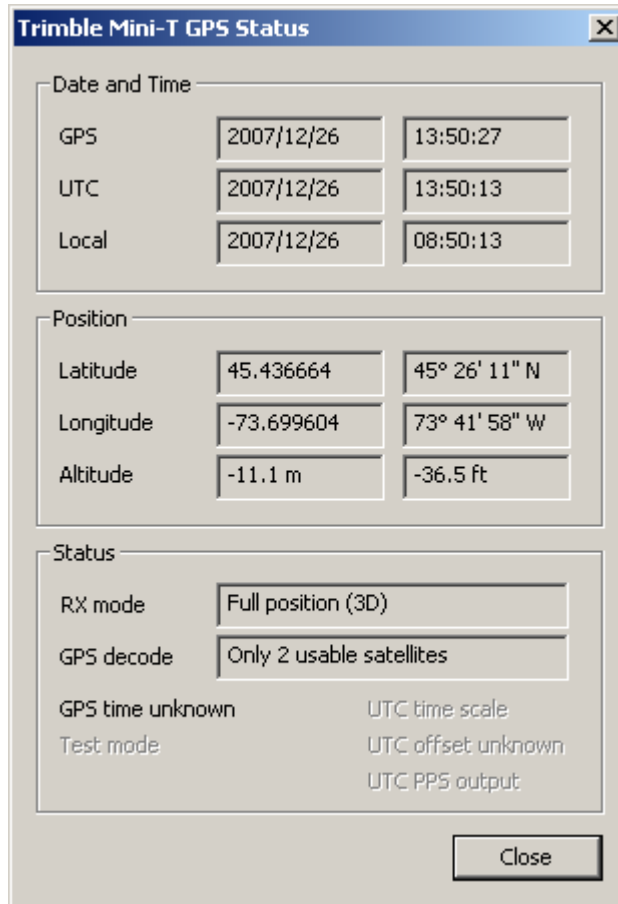 Trimble Mini-T GPS Status
Date and Time
GPS 2007/12/26 13:50:27
UTC 2007/12/26 13:50:13
Local 2007/12/26 08:50:13
Position
Latitude 45.436664 45° 26' 11" N
Longitude -73.699604 73° 41' 58" W
Altitude -11.1 m -36.5 ft
Status
RX mode Full position (3D)
GPS decode Only 2 usable satellites
GPS time unknown UTC time scale
Test mode UTC offset unknown
UTC PPS output
Close